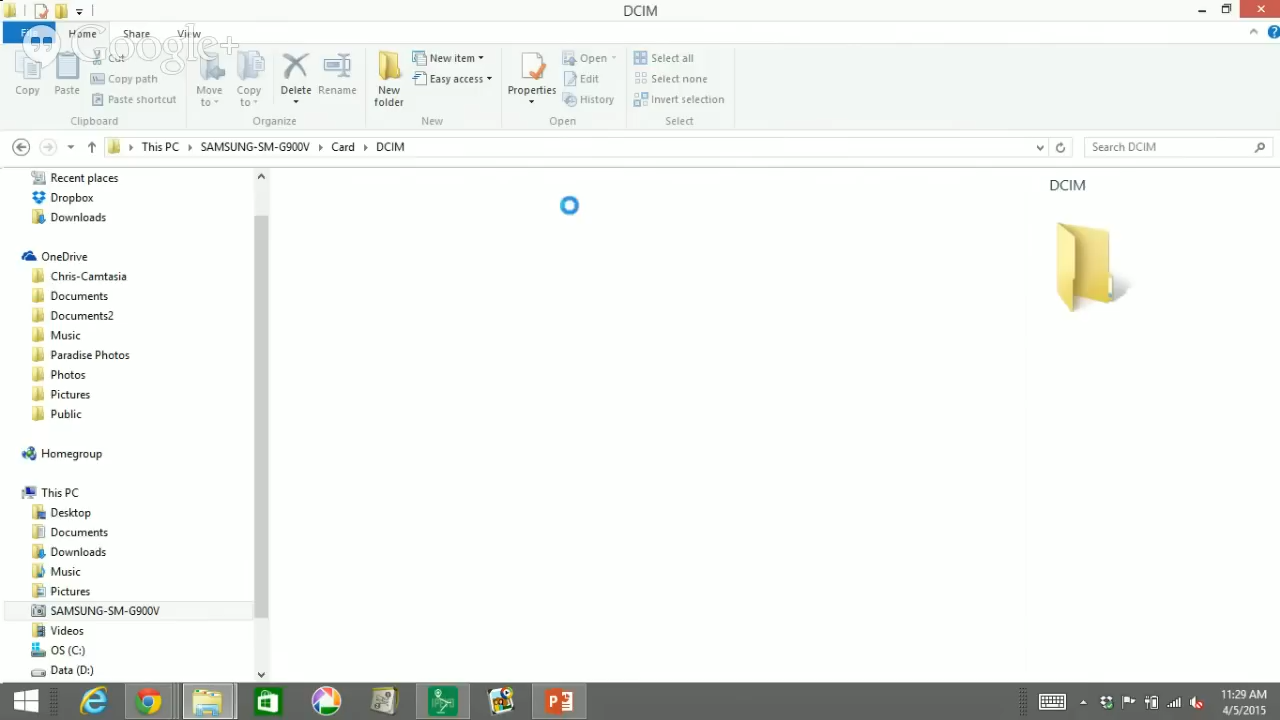 DCIM
File Home Share View
Google+
Copy
Paste
Cut
Copy path
Paste shortcut
Clipboard
Move to
Copy to
Delete
Rename
Organize
New folder
New item
Easy access
New
Properties
Open
Edit
History
Open
Select all
Select none
Invert selection
Select
This PC SAMSUNG-SM-G900V Card DCIM
Search DCIM
Recent places
Dropbox
Downloads
OneDrive
Chris-Camtasia
Documents
Documents2
Music
Paradise Photos
Photos
Pictures
Public
Homegroup
This PC
Desktop
Documents
Downloads
Music
Pictures
SAMSUNG-SM-G900V
Videos
OS (C:)
Data (D:)
DCIM
11:29 AM
4/5/2015